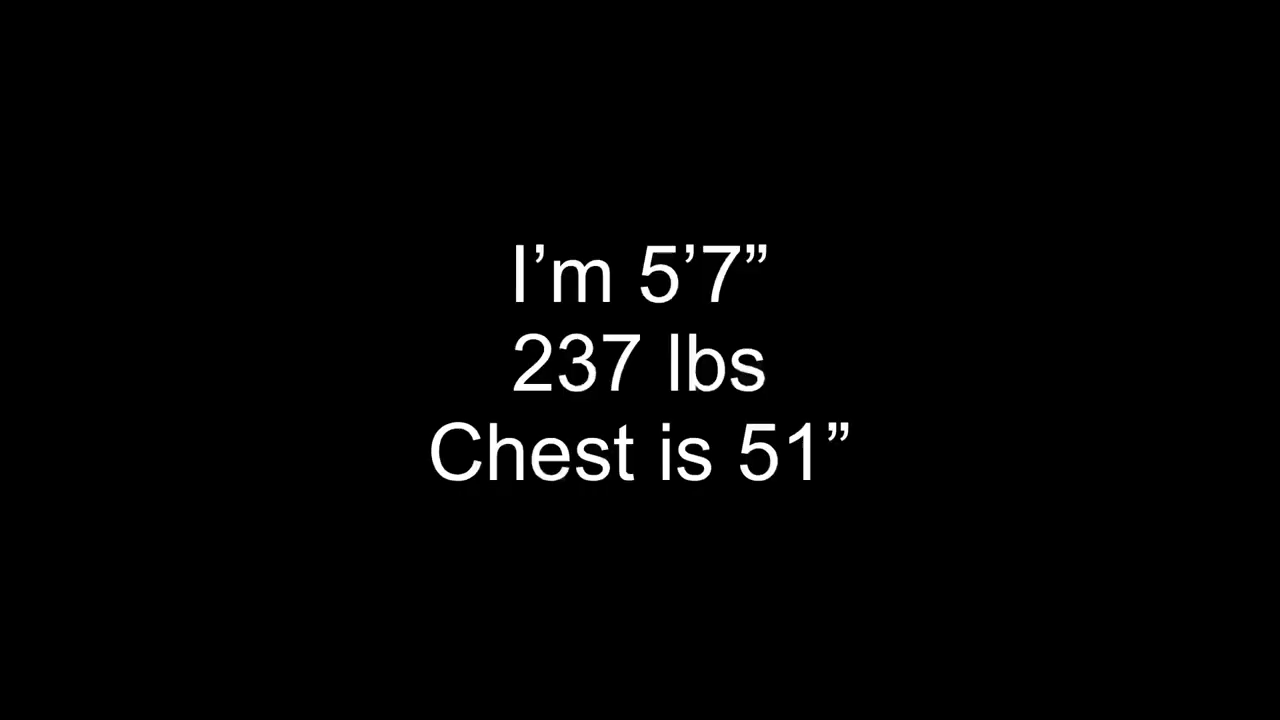 I’m 5’7”
237 lbs
Chest is 51”